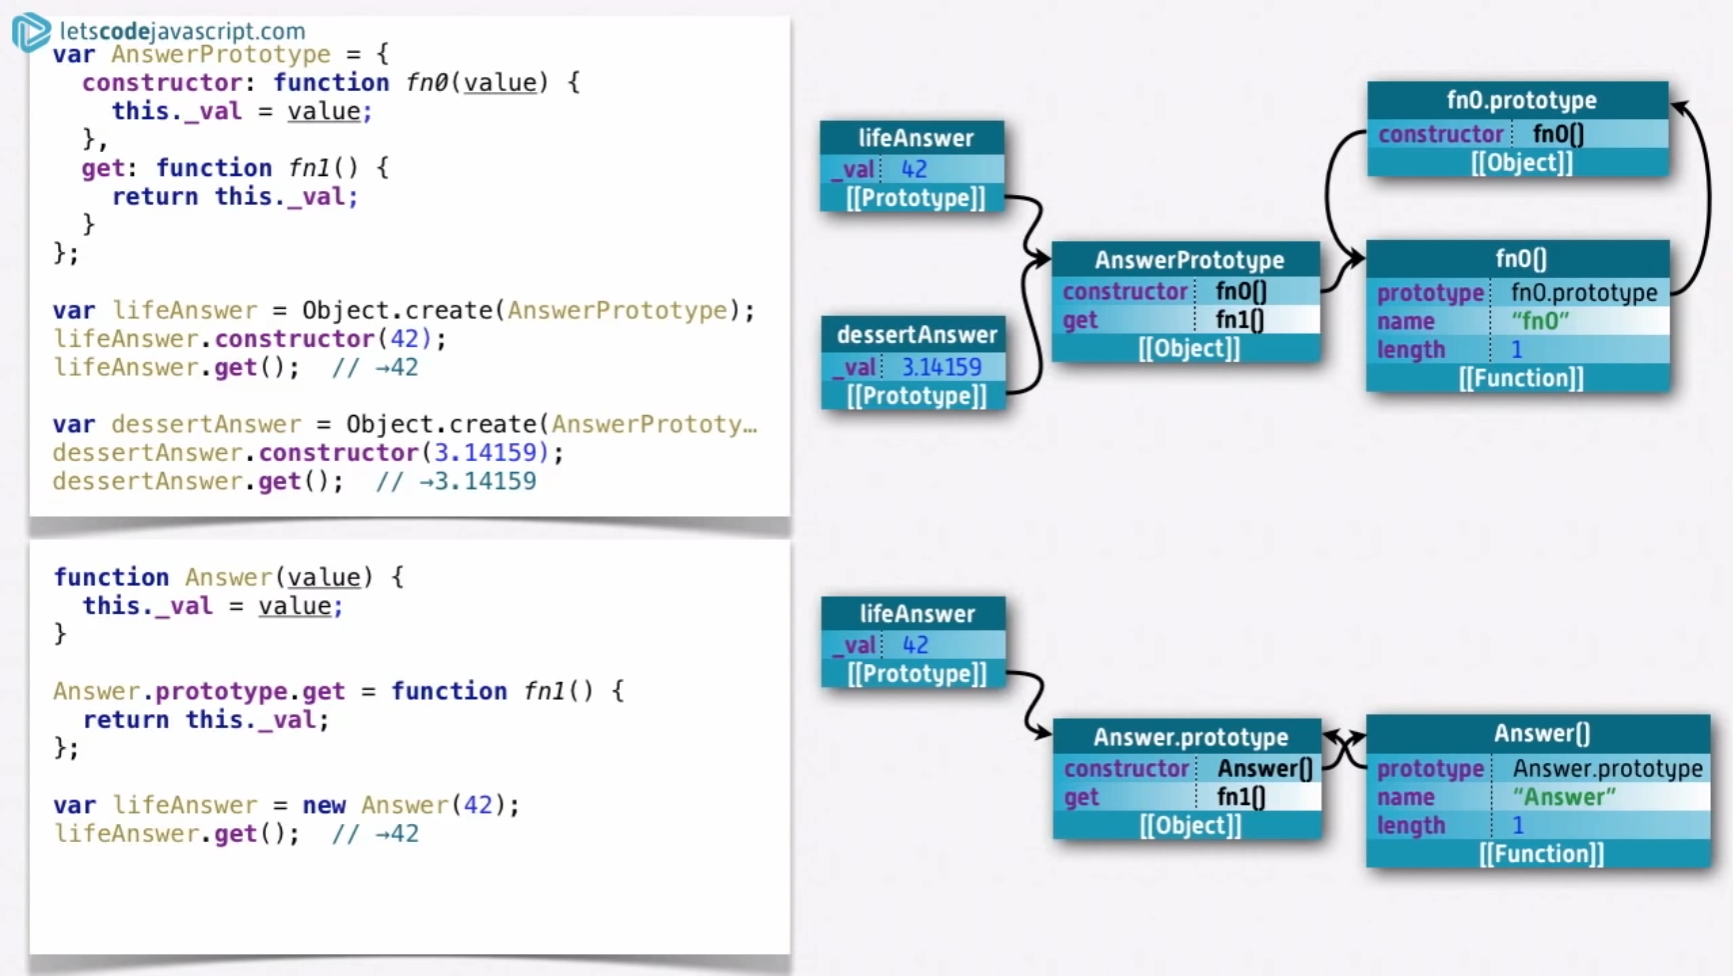 letscodejavascript.com
var AnswerPrototype = {
  constructor: function fn0(value) {
    this._val = value;
  },
  get: function fn1() {
    return this._val;
  }
};
var lifeAnswer = Object.create(AnswerPrototype);
lifeAnswer.constructor(42);
lifeAnswer.get();  // →42
var dessertAnswer = Object.create(AnswerPrototy…
dessertAnswer.constructor(3.14159);
dessertAnswer.get();  // →3.14159
lifeAnswer
_val 42
[[Prototype]]
dessertAnswer
_val 3.14159
[[Prototype]]
AnswerPrototype
constructor fn0()
get fn1()
[[Object]]
fn0.prototype
constructor fn0()
[[Object]]
fn0()
prototype fn0.prototype
name “fn0”
length 1
[[Function]]
function Answer(value) {
  this._val = value;
}
Answer.prototype.get = function fn1() {
  return this._val;
};
var lifeAnswer = new Answer(42);
lifeAnswer.get();  // →42
lifeAnswer
_val 42
[[Prototype]]
Answer.prototype
constructor Answer()
get fn1()
[[Object]]
Answer()
prototype Answer.prototype
name “Answer”
length 1
[[Function]]